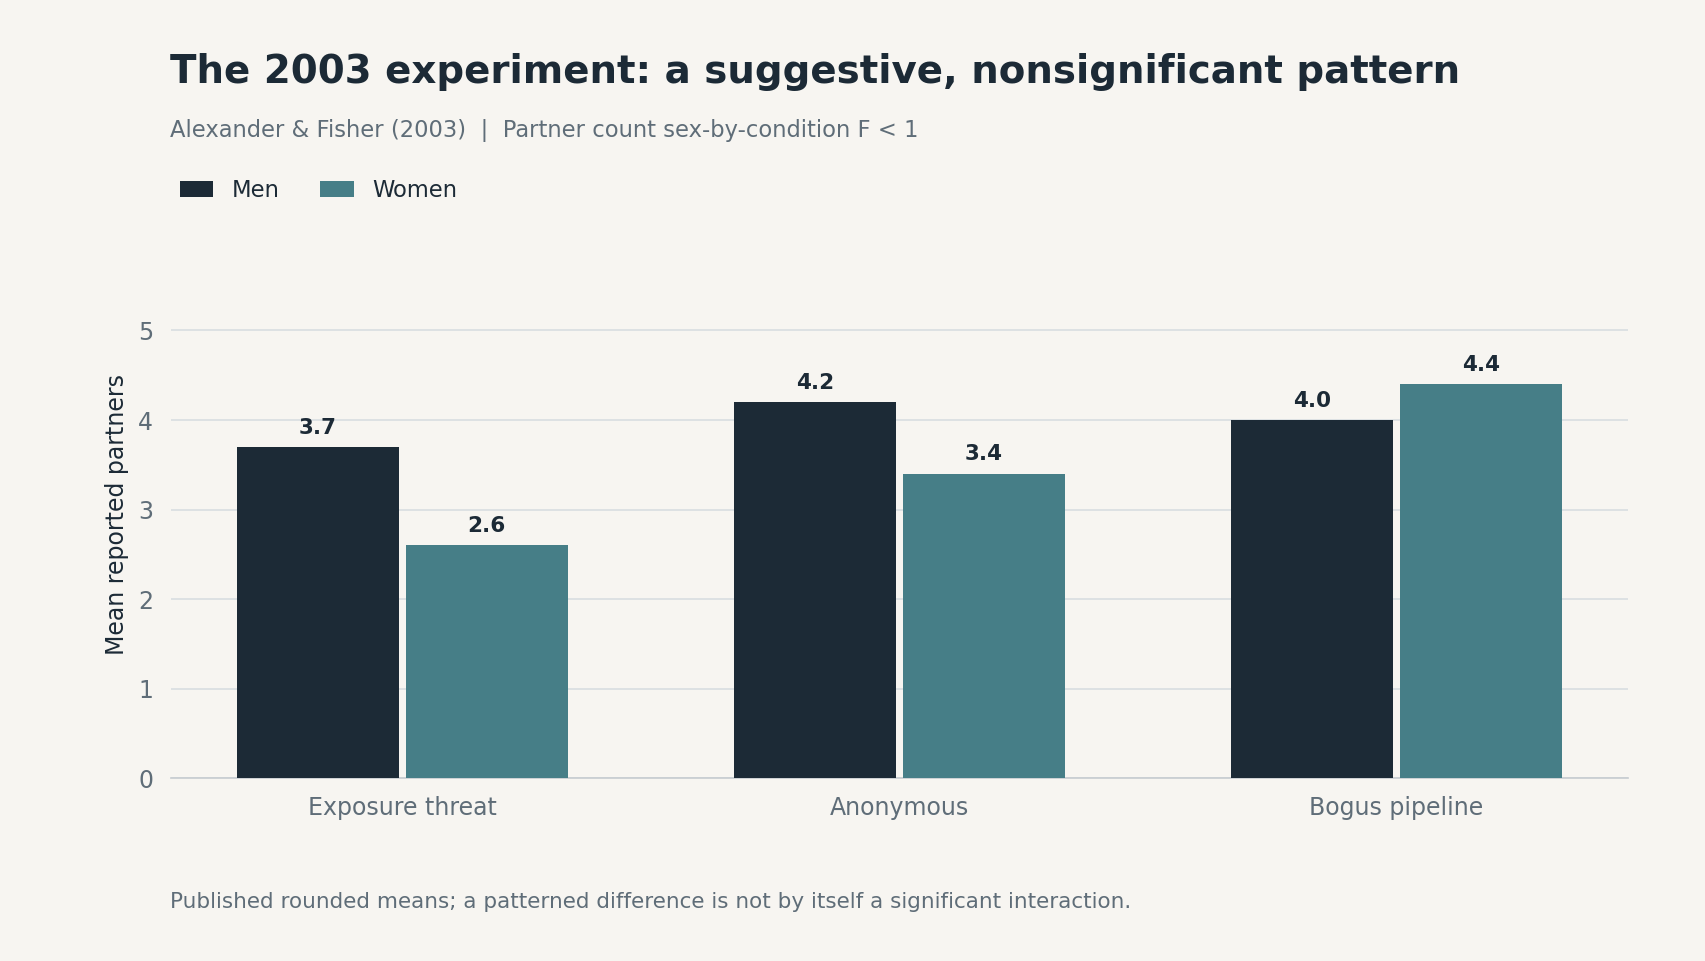 The 2003 experiment: a suggestive, nonsignificant pattern
Alexander & Fisher (2003)  |  Partner count sex-by-condition F < 1
Men
Women
Mean reported partners
5
4
3
2
1
0
3.7
2.6
4.2
3.4
4.0
4.4
Exposure threat
Anonymous
Bogus pipeline
Published rounded means; a patterned difference is not by itself a significant interaction.